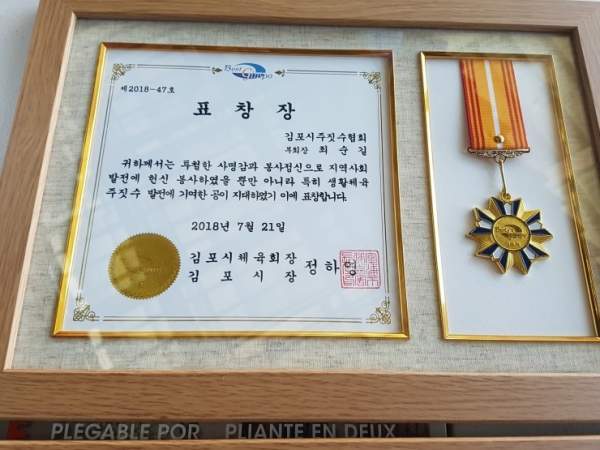 Best Gimpo
제2018-47호
표창장
김포시주짓수협회
부회장 최순길
귀하께서는 투철한 사명감과 봉사정신으로 지역사회
발전에 헌신 봉사하였을 뿐만 아니라 특히 생활체육
주짓수 발전에 기여한 공이 지대하였기 이에 표창합니다.
2018년 7월 21일
김포시체육회장
김포시장 정하영
PLEGABLE POR PLIANTE EN DEUX